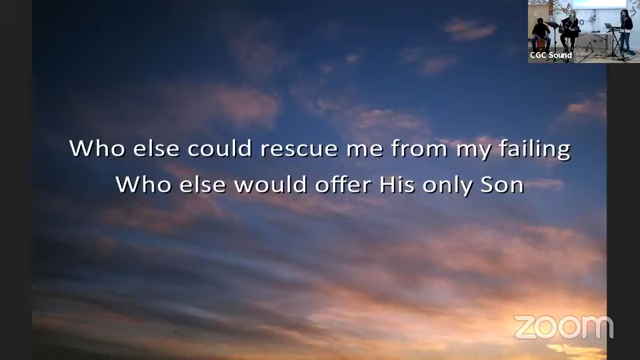 CGC Sound
Who else could rescue me from my failing
Who else would offer His only Son
zoom